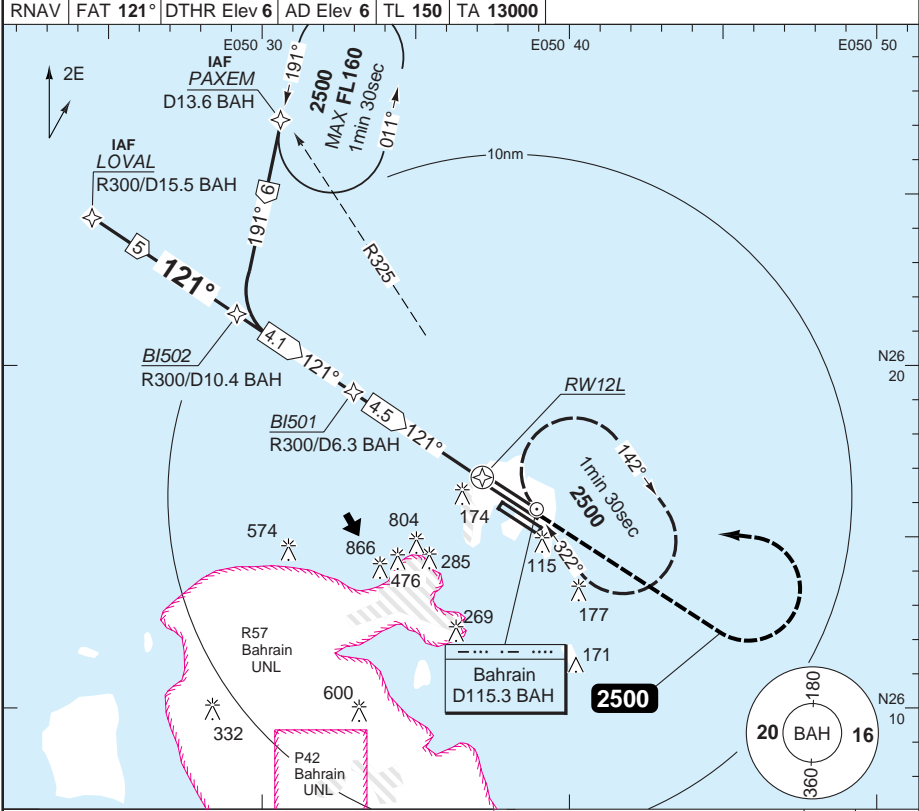 RNAV FAT 121° DTHR Elev 6 AD Elev 6 TL 150 TA 13000
E050 30
E050 40
E050 50
2E
IAF
PAXEM
D13.6 BAH
191°
2500
MAX FL160
1min 30sec
011°
IAF
LOVAL
R300/D15.5 BAH
10nm
6
191°
R325
5
121°
BI502
R300/D10.4 BAH
4.1
121°
N26
20
BI501
R300/D6.3 BAH
4.5
121°
RW12L
142°
1min 30sec
2500
322°
174
115
177
574
866
804
476
285
269
171
R57
Bahrain
UNL
Bahrain
D115.3 BAH
2500
332
600
P42
Bahrain
UNL
N26
10
180
20
BAH
16
360